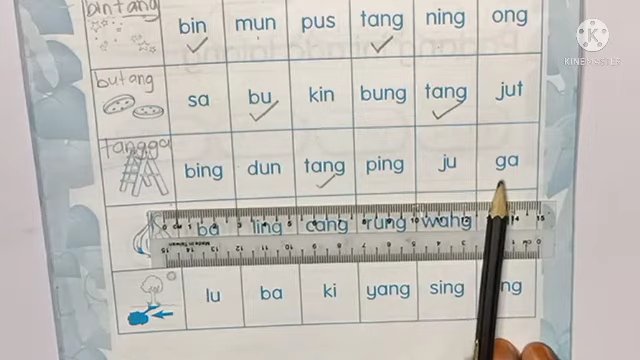 bintang bin mun pus tang ning ong
KINEMASTER
butang sa bu kin bung tang jut
tangga bing dun tang ping ju ga
ling cang rung wang
lu ba ki yang sing